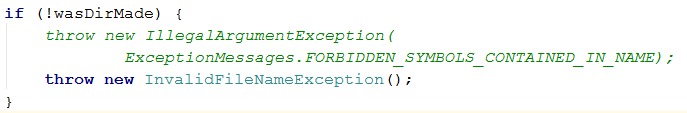 if (!wasDirMade) {
throw new IllegalArgumentException(
ExceptionMessages.FORBIDDEN_SYMBOLS_CONTAINED_IN_NAME);
throw new InvalidFileNameException();
}